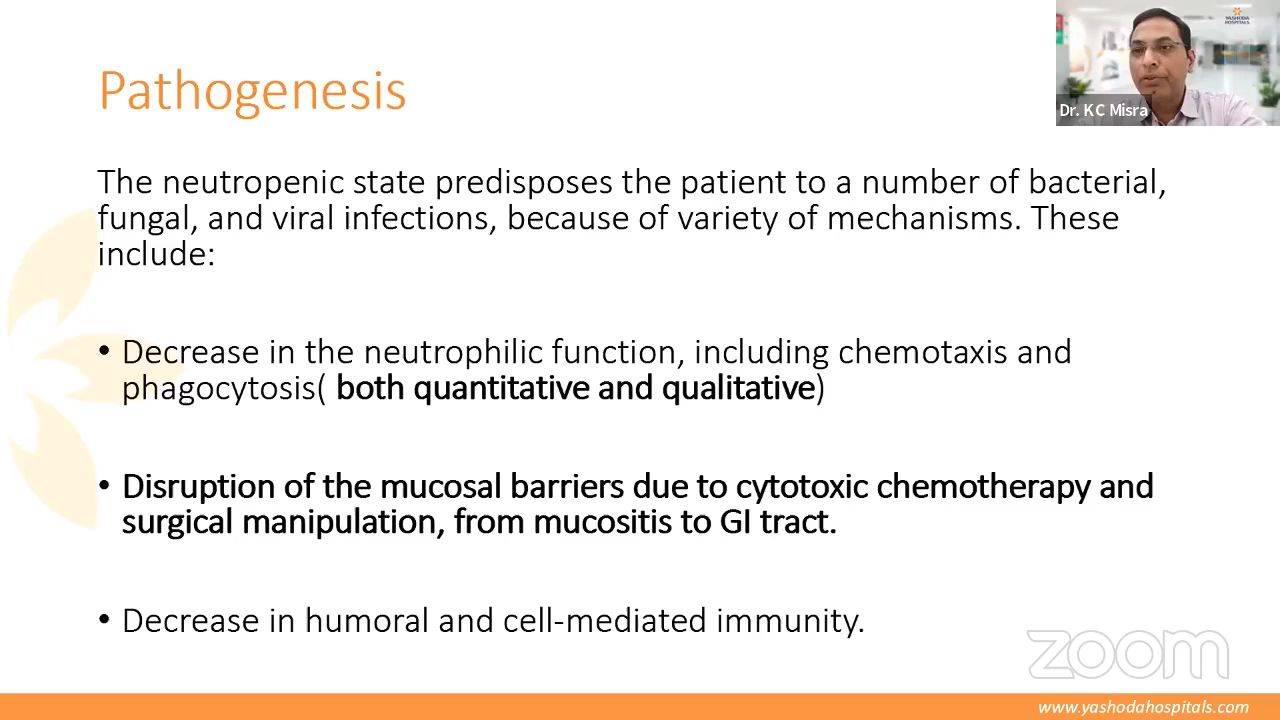 YASHODA
HOSPITALS
Dr. KC Misra
Pathogenesis
The neutropenic state predisposes the patient to a number of bacterial,
fungal, and viral infections, because of variety of mechanisms. These
include:
• Decrease in the neutrophilic function, including chemotaxis and
phagocytosis( both quantitative and qualitative)
• Disruption of the mucosal barriers due to cytotoxic chemotherapy and
surgical manipulation, from mucositis to GI tract.
• Decrease in humoral and cell-mediated immunity.
zoom
www.yashodahospitals.com